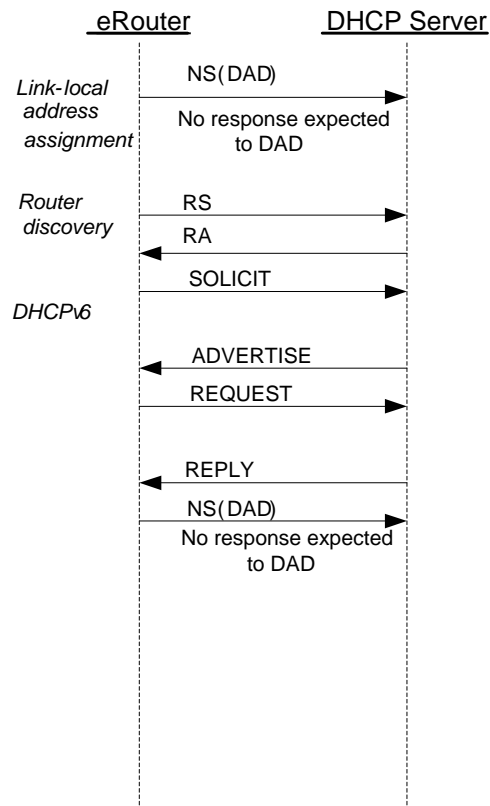 eRouter DHCP Server
NS(DAD)
Link-local
address
assignment
No response expected
to DAD
Router
discovery
RS
RA
SOLICIT
DHCPv6
ADVERTISE
REQUEST
REPLY
NS(DAD)
No response expected
to DAD